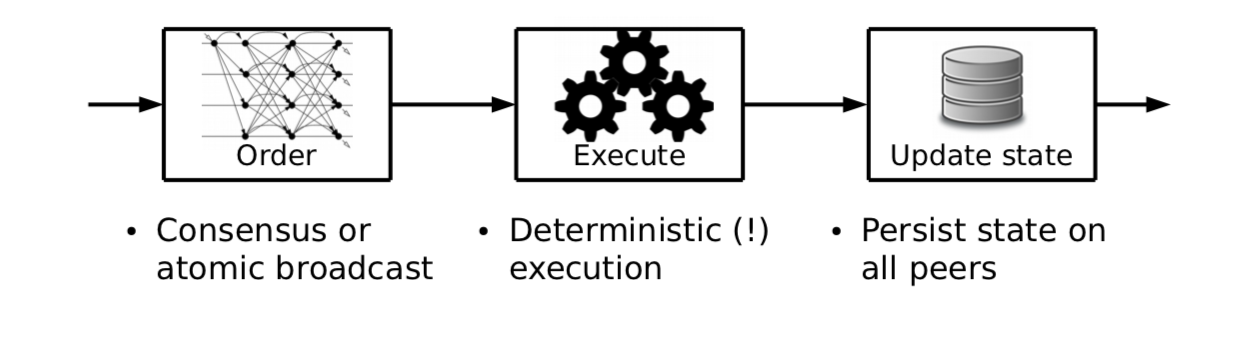 Order
Execute
Update state
• Consensus or
atomic broadcast
• Deterministic (!)
execution
• Persist state on
all peers